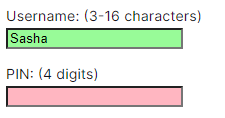 Username: (3-16 characters)
Sasha
PIN: (4 digits)